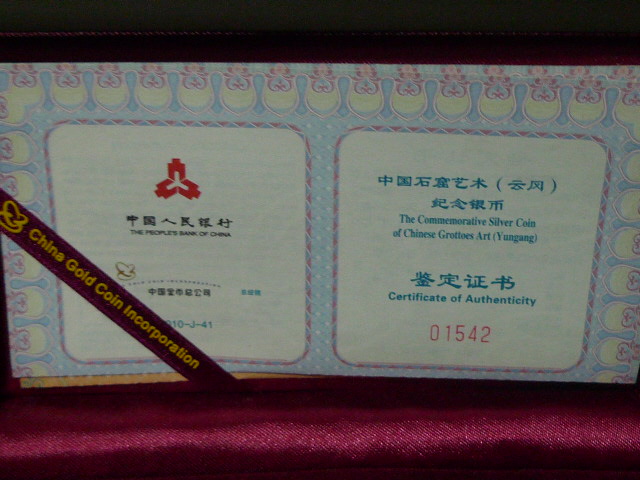 中国人民银行
THE PEOPLE'S BANK OF CHINA
中国金币总公司
010-J-41
China Gold Coin Incorporation
中国石窟艺术（云冈）
纪念银币
The Commemorative Silver Coin
of Chinese Grottoes Art (Yungang)
鉴定证书
Certificate of Authenticity
01542